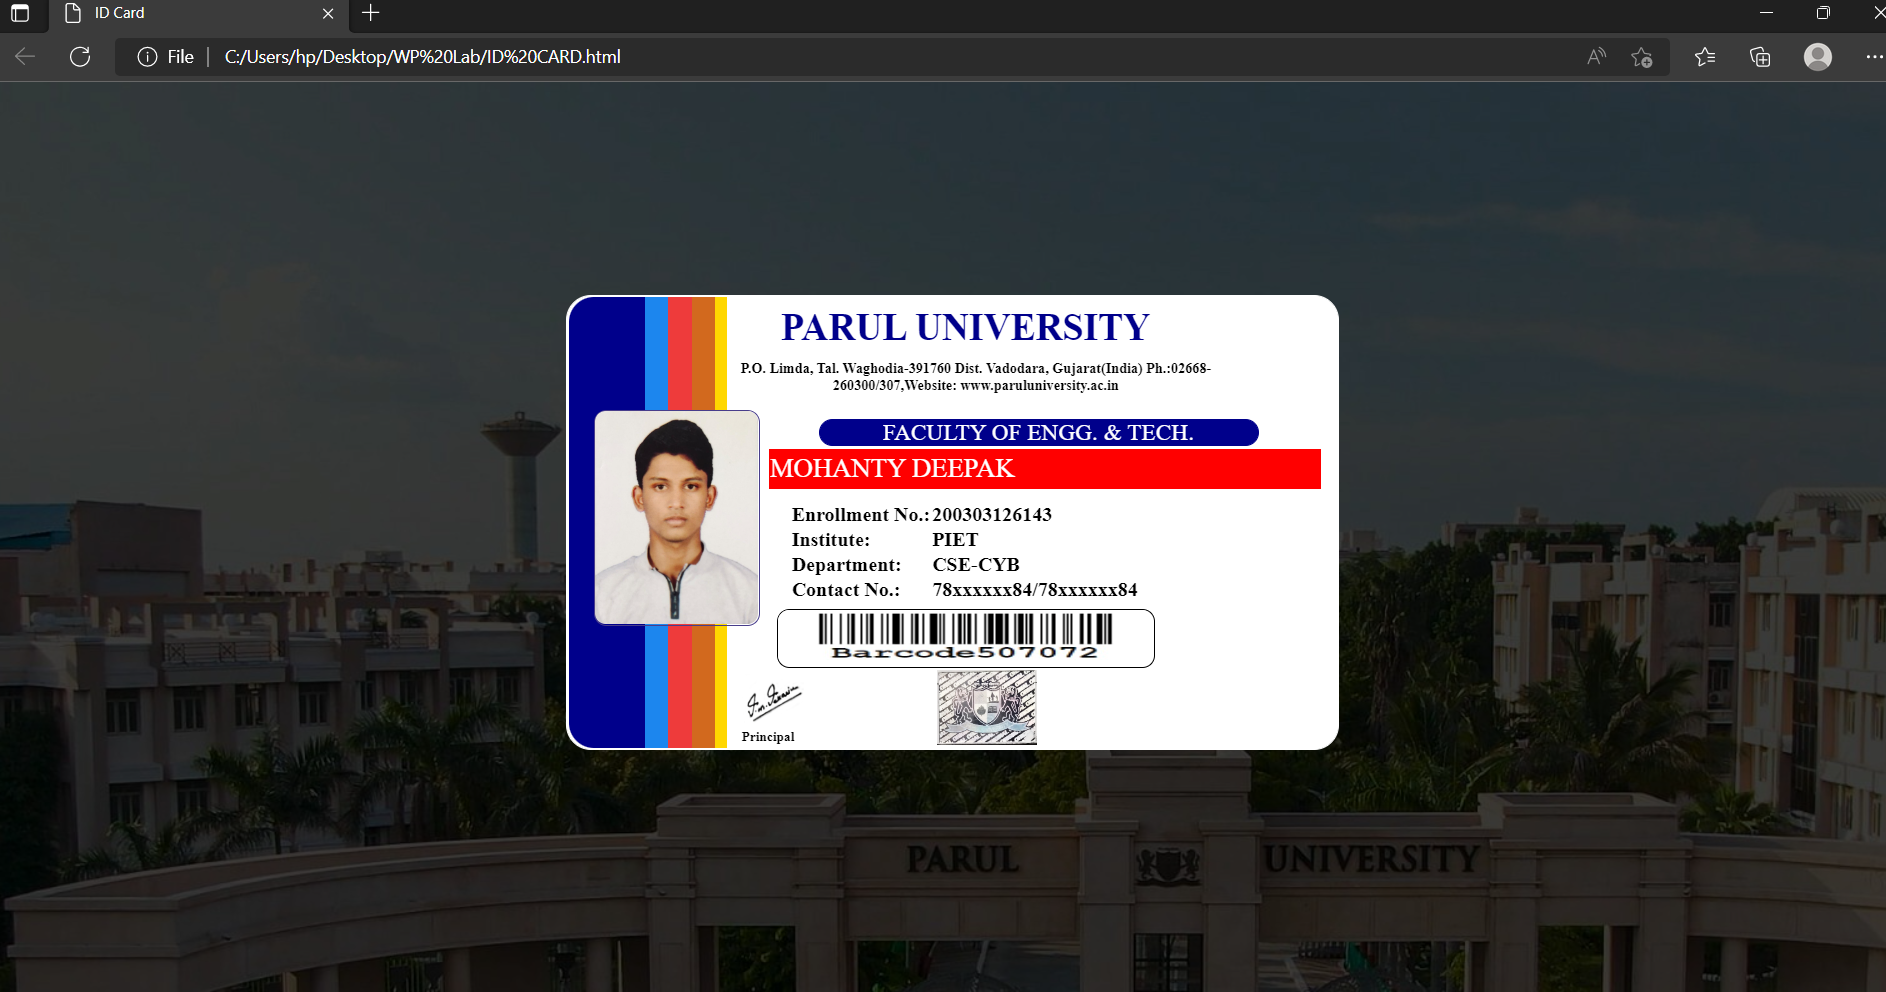 ID Card
File
C:/Users/hp/Desktop/WP%20Lab/ID%20CARD.html
PARUL UNIVERSITY
P.O. Limda, Tal. Waghodia-391760 Dist. Vadodara, Gujarat(India) Ph.:02668-
260300/307,Website: www.paruluniversity.ac.in
FACULTY OF ENGG. & TECH.
MOHANTY DEEPAK
Enrollment No.: 200303126143
Institute: PIET
Department: CSE-CYB
Contact No.: 78xxxxxx84/78xxxxxx84
Barcode507072
Principal
PARUL UNIVERSITY